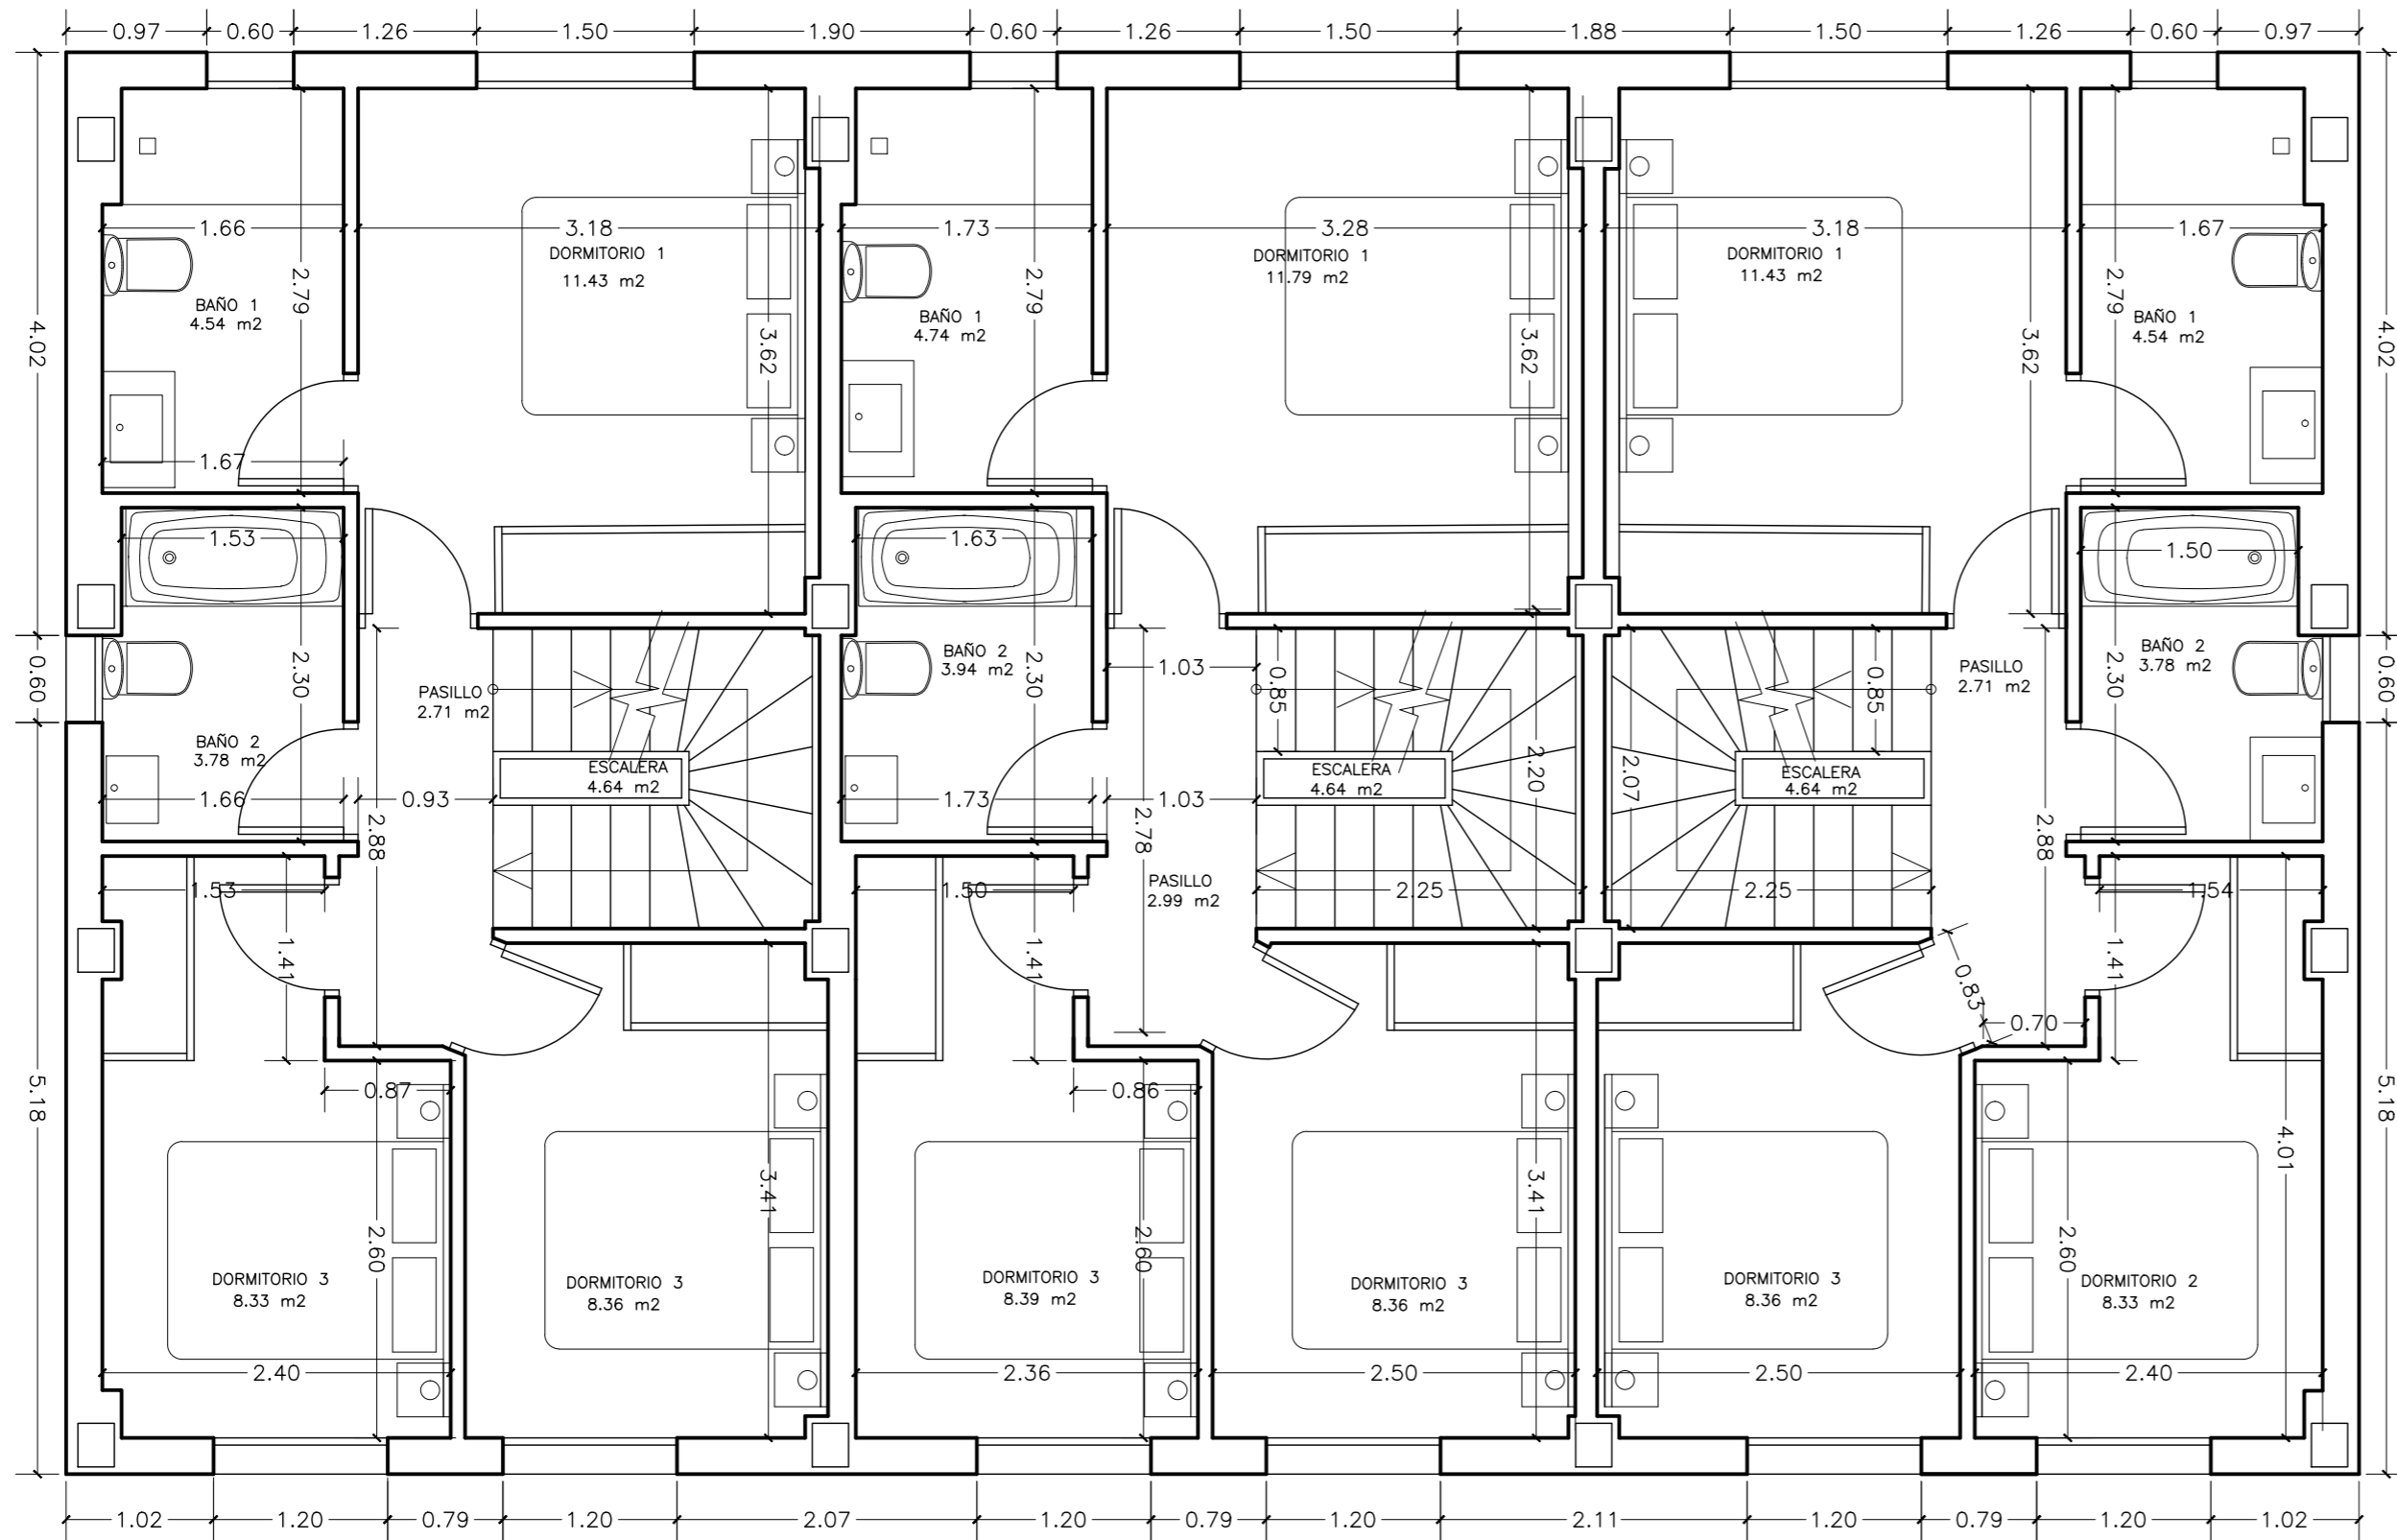 0.97 0.60 1.26 1.50 1.90 0.60 1.26 1.50 1.88 1.50 1.26 0.60 0.97
1.66 3.18 1.73 3.28 3.18 1.67
DORMITORIO 1
11.43 m2
DORMITORIO 1
11.79 m2
DORMITORIO 1
11.43 m2
2.79
2.79
2.79
BAÑO 1
4.54 m2
BAÑO 1
4.74 m2
BAÑO 1
4.54 m2
4.02
3.62
3.62
3.62
4.02
1.67
1.53 1.63 1.50
0.60
2.30
PASILLO
2.71 m2
BAÑO 2
3.94 m2
2.30
1.03
0.85
0.85
PASILLO
2.71 m2
2.30
BAÑO 2
3.78 m2
0.60
BAÑO 2
3.78 m2
ESCALERA
4.64 m2
ESCALERA
4.64 m2
2.20
2.07
ESCALERA
4.64 m2
1.66 0.93 1.73 1.03
2.88
2.78
2.88
1.53 1.50
PASILLO
2.99 m2
2.25 2.25 1.54
1.41
1.41
0.83
1.41
0.70
5.18
0.87 0.86
5.18
4.01
3.41
3.41
2.60
2.60
2.60
DORMITORIO 3
8.33 m2
DORMITORIO 3
8.36 m2
DORMITORIO 3
8.39 m2
DORMITORIO 3
8.36 m2
DORMITORIO 3
8.36 m2
DORMITORIO 2
8.33 m2
2.40 2.36 2.50 2.50 2.40
1.02 1.20 0.79 1.20 2.07 1.20 0.79 1.20 2.11 1.20 0.79 1.20 1.02